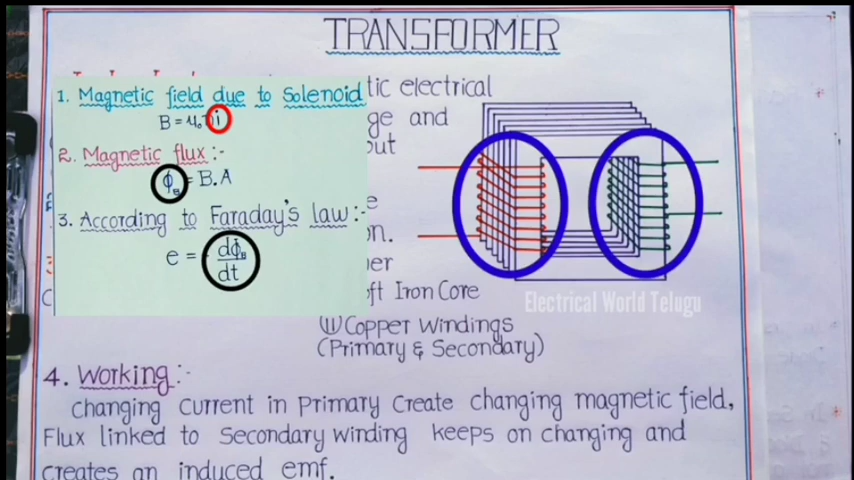 TRANSFORMER
1. Magnetic field due to Solenoid
2. Magnetic flux :-
ϕB = B.A
3. According to Faraday's law :-
e = dϕB
dt
tic electrical
ge and
out
e
on.
er
ft Iron Core
(ii) Copper Windings
(Primary & Secondary)
Electrical World Telugu
4. Working :-
Changing Current in Primary Create changing magnetic field,
Flux linked to Secondary Winding keeps on changing and
creates an induced emf.